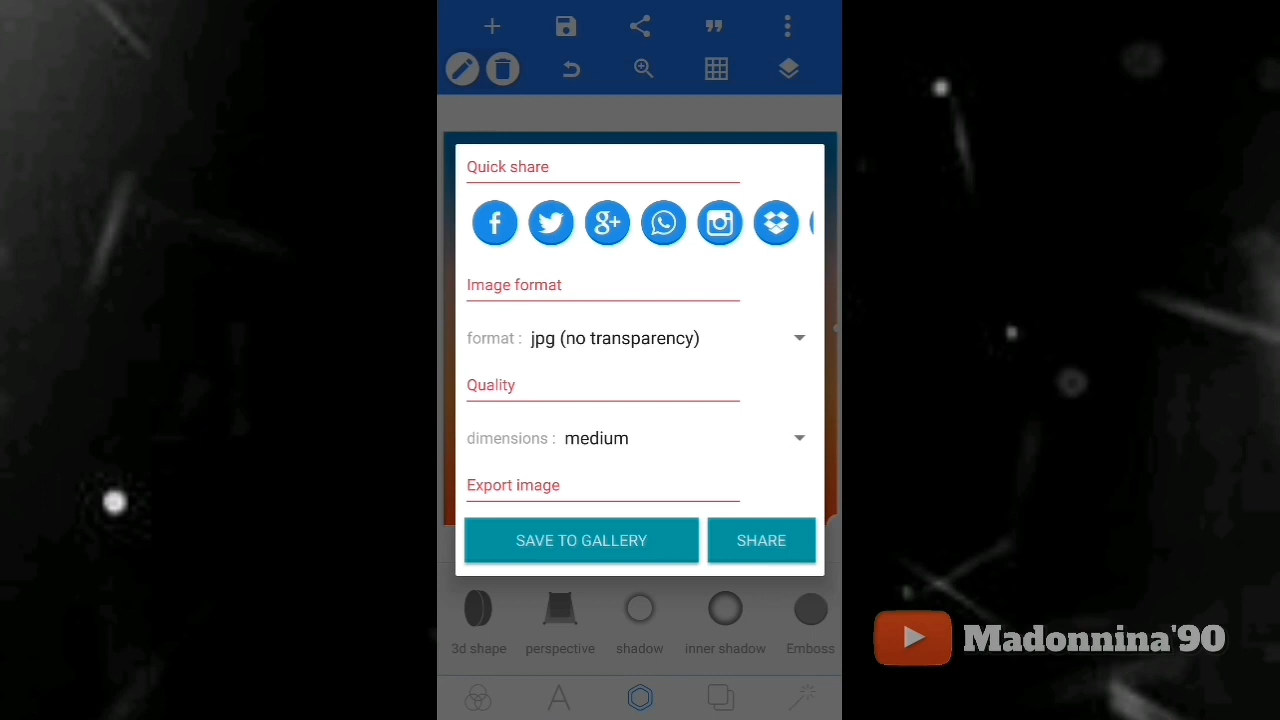 Quick share
Image format
format : jpg (no transparency)
Quality
dimensions : medium
Export image
SAVE TO GALLERY SHARE
3d shape perspective shadow inner shadow Emboss
Madonnina'90